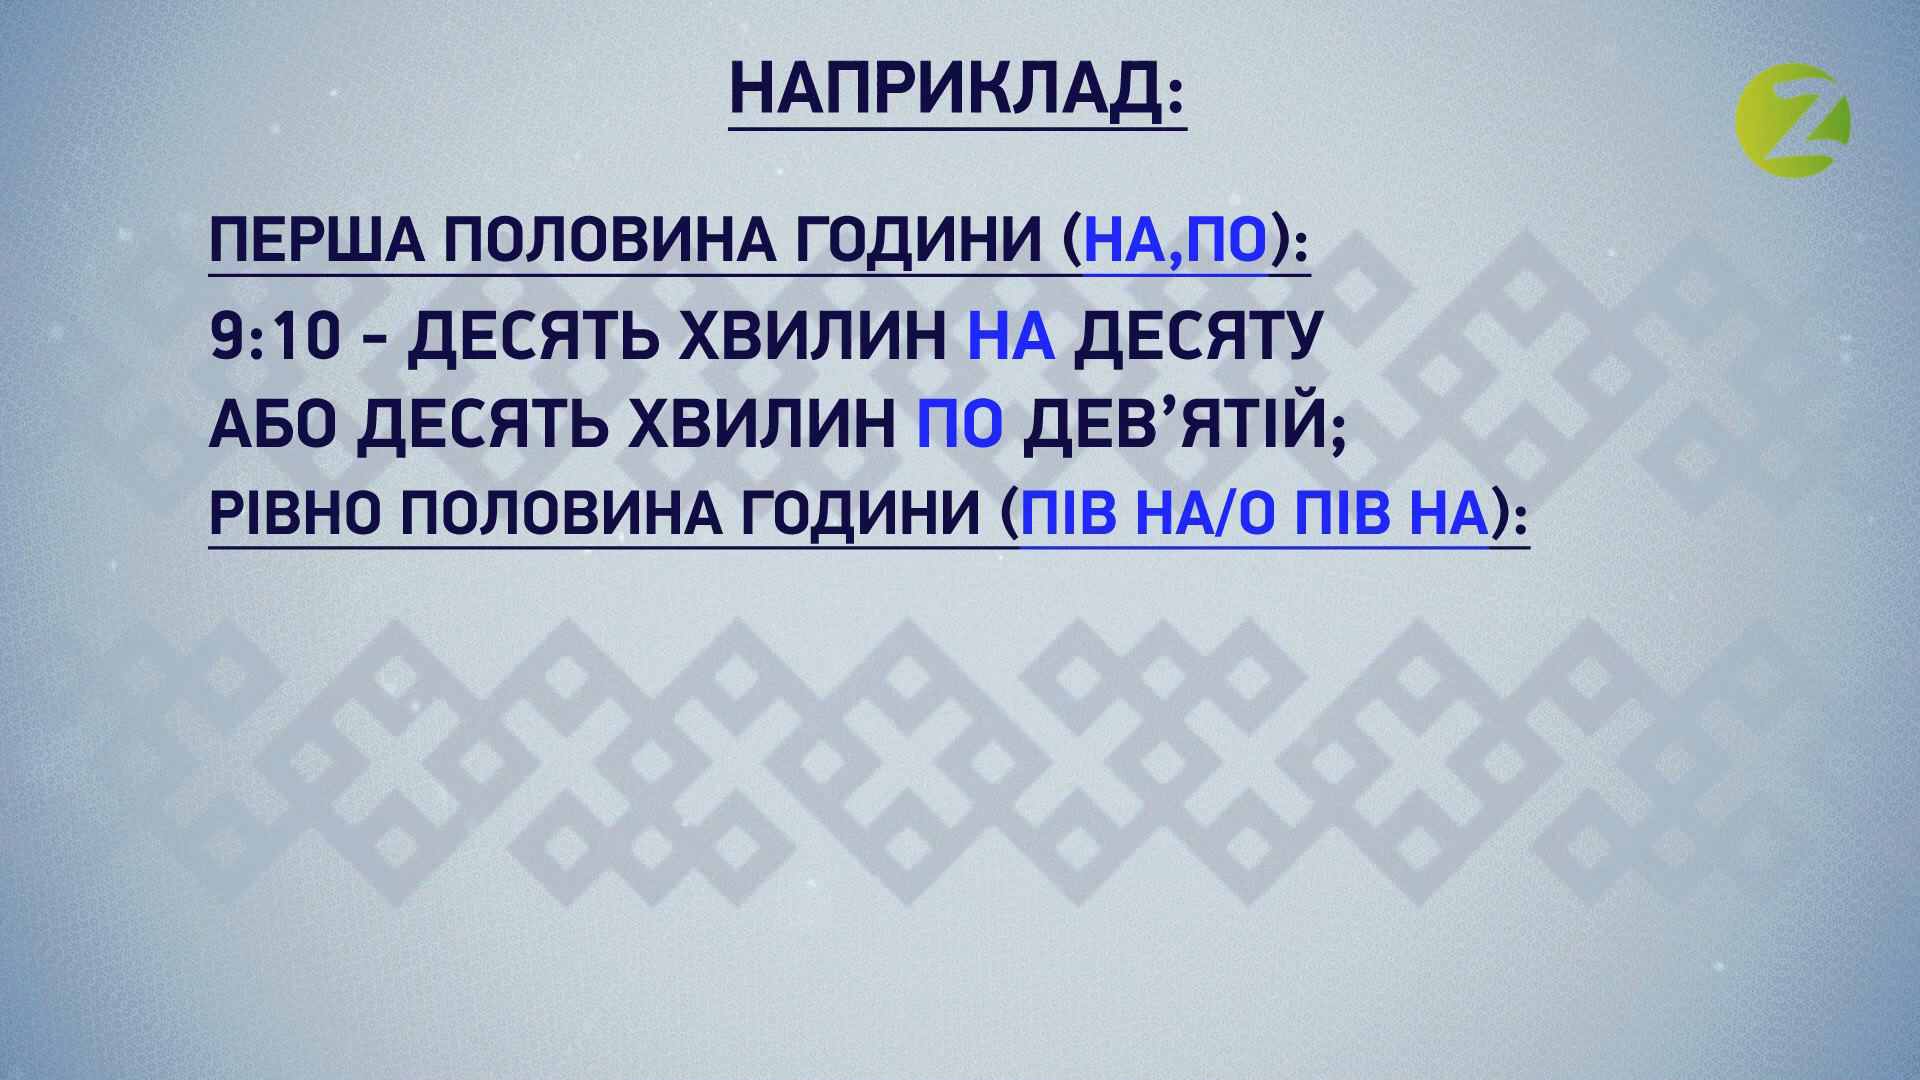 НАПРИКЛАД:
ПЕРША ПОЛОВИНА ГОДИНИ (НА,ПО):
9:10 - ДЕСЯТЬ ХВИЛИН НА ДЕСЯТУ
АБО ДЕСЯТЬ ХВИЛИН ПО ДЕВ’ЯТІЙ;
РІВНО ПОЛОВИНА ГОДИНИ (ПІВ НА/О ПІВ НА):
Z